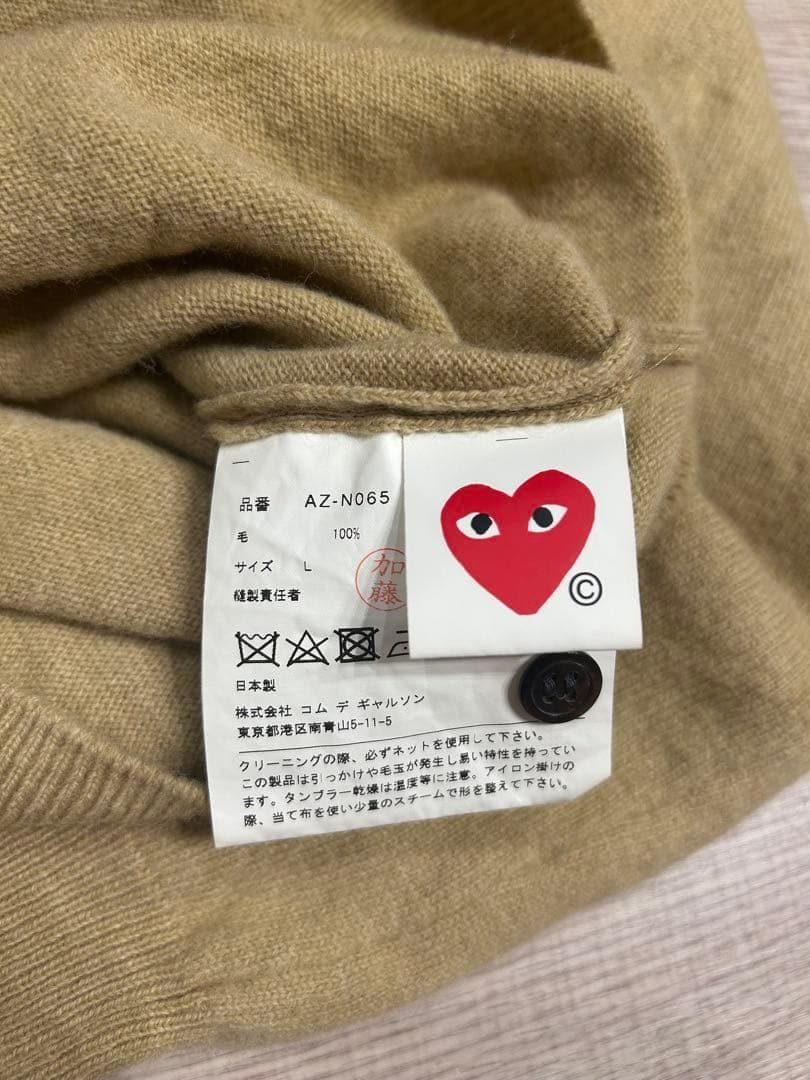 品番 AZ-N065
毛 100%
サイズ L
縫製責任者 加藤
©
日本製
株式会社 コム デ ギャルソン
東京都港区南青山5-11-5
クリーニングの際、必ずネットを使用して下さい。
この製品は引っかけや毛玉が発生し易い特性を持ってい
ます。タンブラー乾燥は温度等に注意。アイロン掛けの
際、当て布を使い少量のスチームで形を整えて下さい。